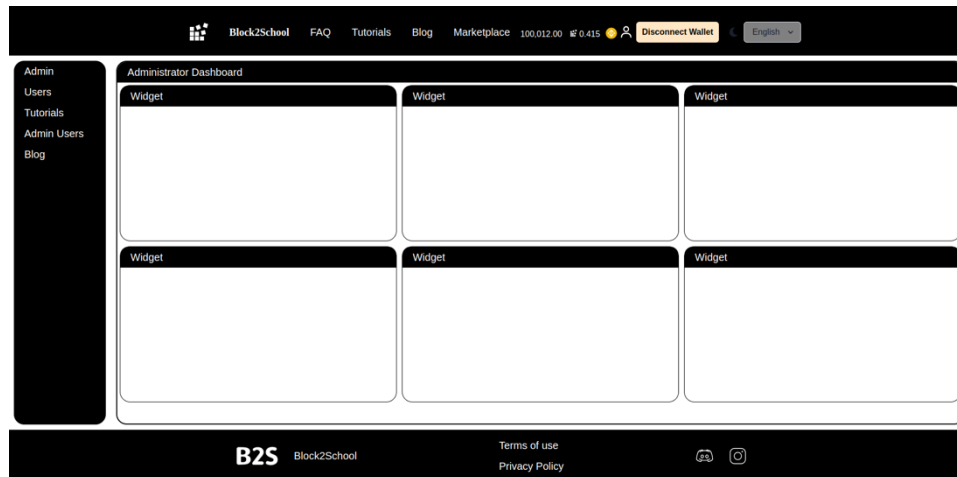 Block2School FAQ Tutorials Blog Marketplace 100,012.00 0.415 Disconnect Wallet English
Admin
Users
Tutorials
Admin Users
Blog
Administrator Dashboard
Widget Widget Widget
Widget Widget Widget
B2S Block2School
Terms of use
Privacy Policy